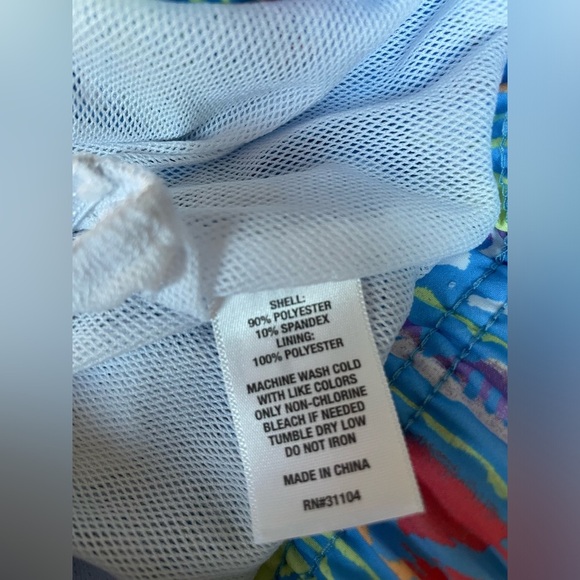 SHELL:
90% POLYESTER
10% SPANDEX
LINING:
100% POLYESTER
MACHINE WASH COLD
WITH LIKE COLORS
ONLY NON-CHLORINE
BLEACH IF NEEDED
TUMBLE DRY LOW
DO NOT IRON
MADE IN CHINA
RN#31104